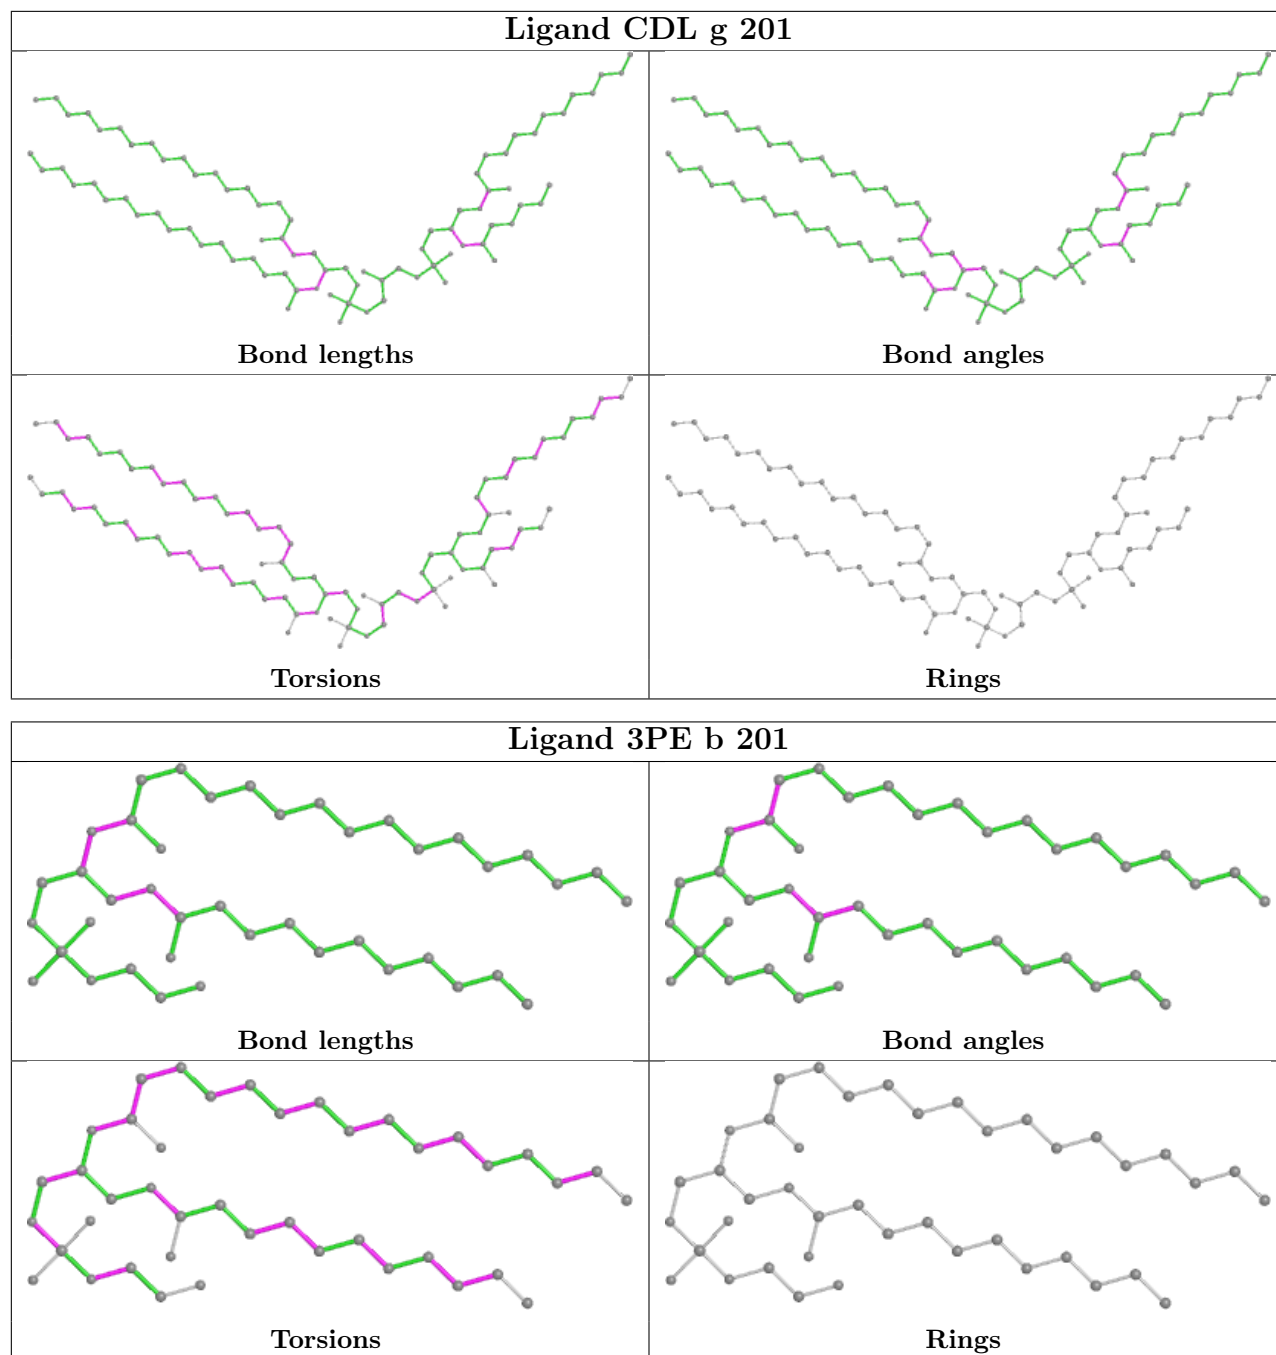 Ligand CDL g 201
Bond lengths
Bond angles
Torsions
Rings
Ligand 3PE b 201
Bond lengths
Bond angles
Torsions
Rings